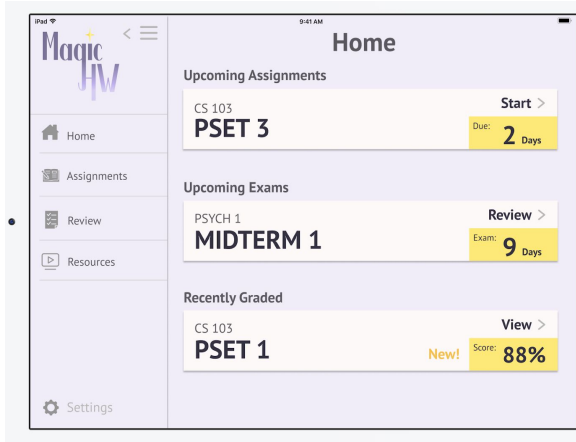 iPad
9:41 AM
Magic
HW
Home
Assignments
Review
Resources
Settings
Home
Upcoming Assignments
CS 103
PSET 3
Start >
Due:
2 Days
Upcoming Exams
PSYCH 1
MIDTERM 1
Review >
Exam:
9 Days
Recently Graded
CS 103
PSET 1
New!
View >
Score:
88%